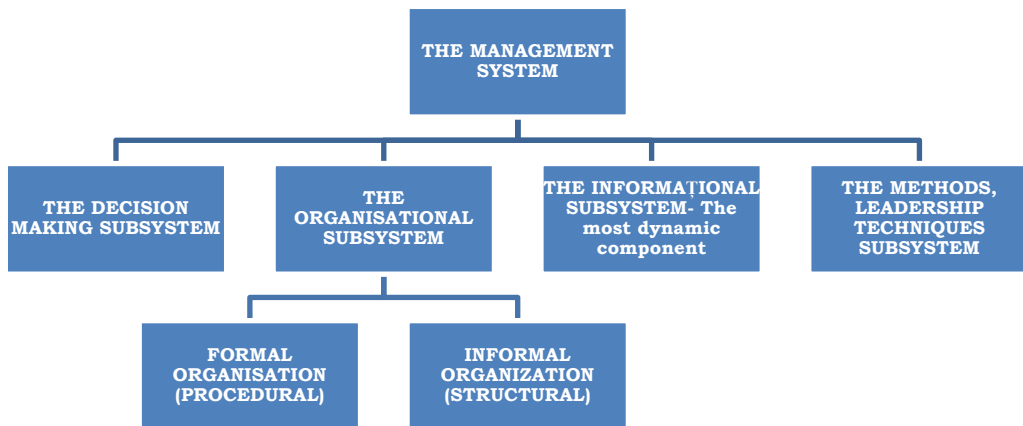 THE MANAGEMENT
SYSTEM
THE DECISION
MAKING SUBSYSTEM
THE
ORGANISATIONAL
SUBSYSTEM
THE INFORMAȚIONAL
SUBSYSTEM- The
most dynamic
component
THE METHODS,
LEADERSHIP
TECHNIQUES
SUBSYSTEM
FORMAL
ORGANISATION
(PROCEDURAL)
INFORMAL
ORGANIZATION
(STRUCTURAL)